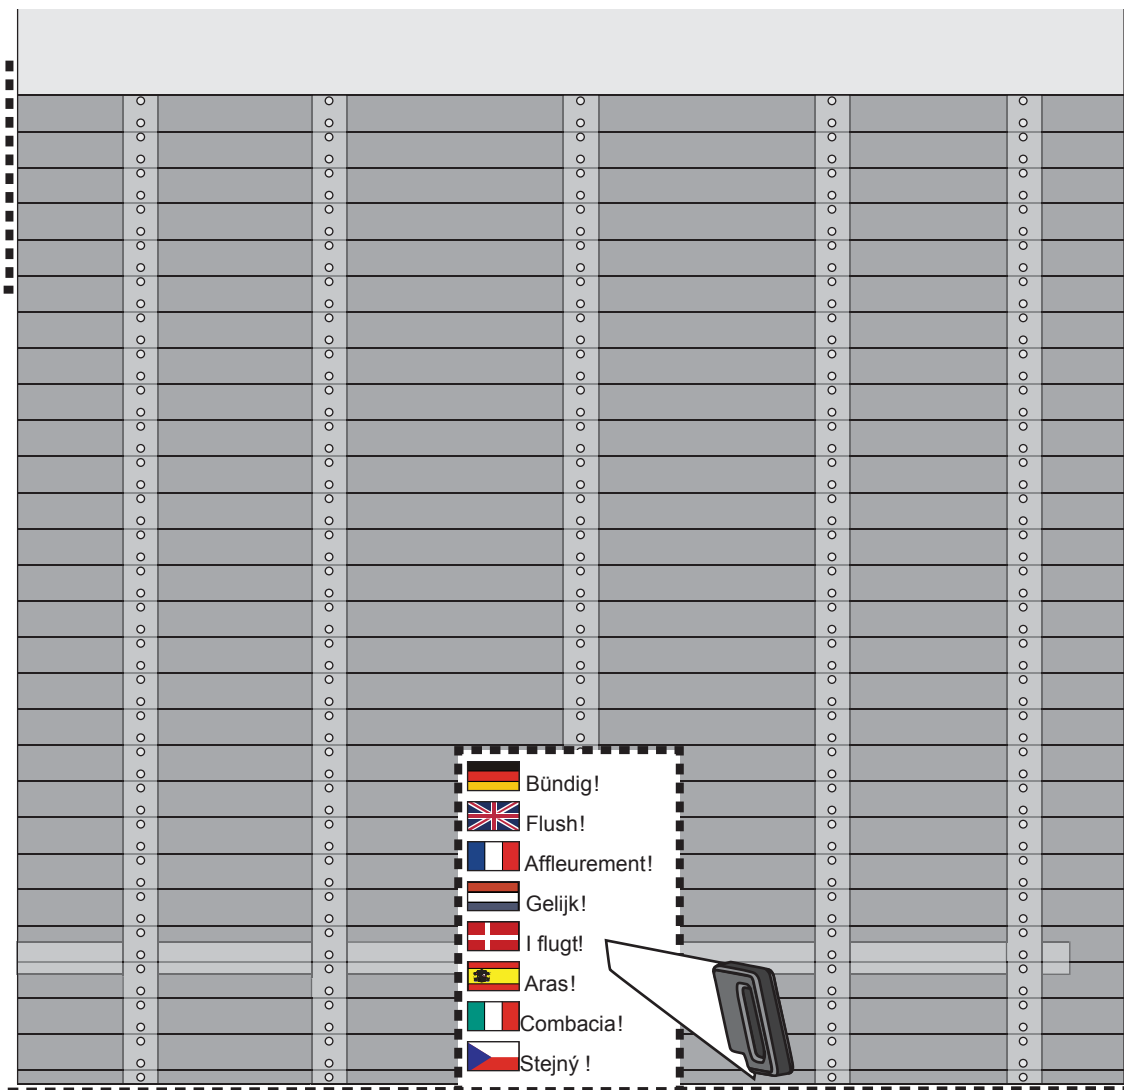 Bündig!
Flush!
Affleurement!
Gelijk!
I flugt!
Aras!
Combacia!
Stejný !